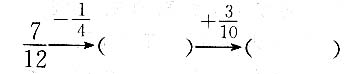 7/12 —(-1/4)→ (    ) —(+3/10)→ (    )